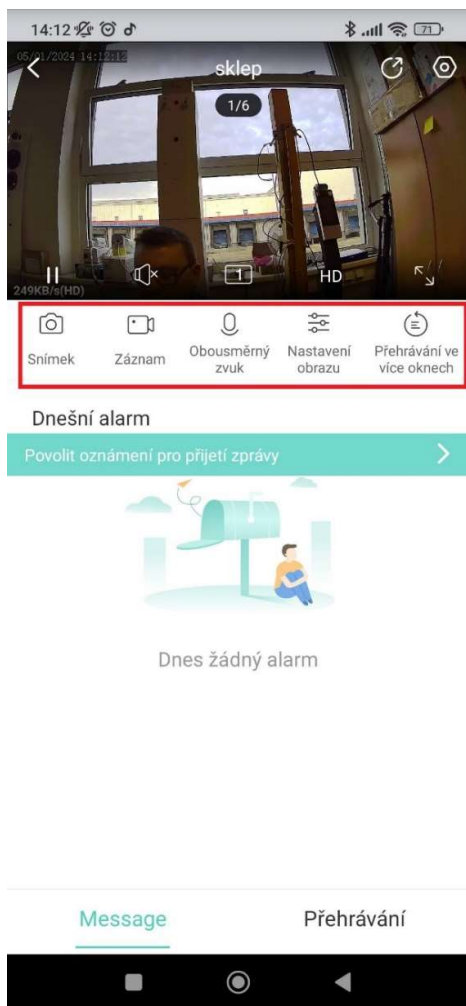 14:12
71
05/01/2024 14:12:12
sklep
1/6
249KB/s(HD)
1
HD
Snímek
Záznam
Obousměrný
zvuk
Nastavení
obrazu
Přehrávání ve
více oknech
Dnešní alarm
Povolit oznámení pro přijetí zprávy
Dnes žádný alarm
Message
Přehrávání